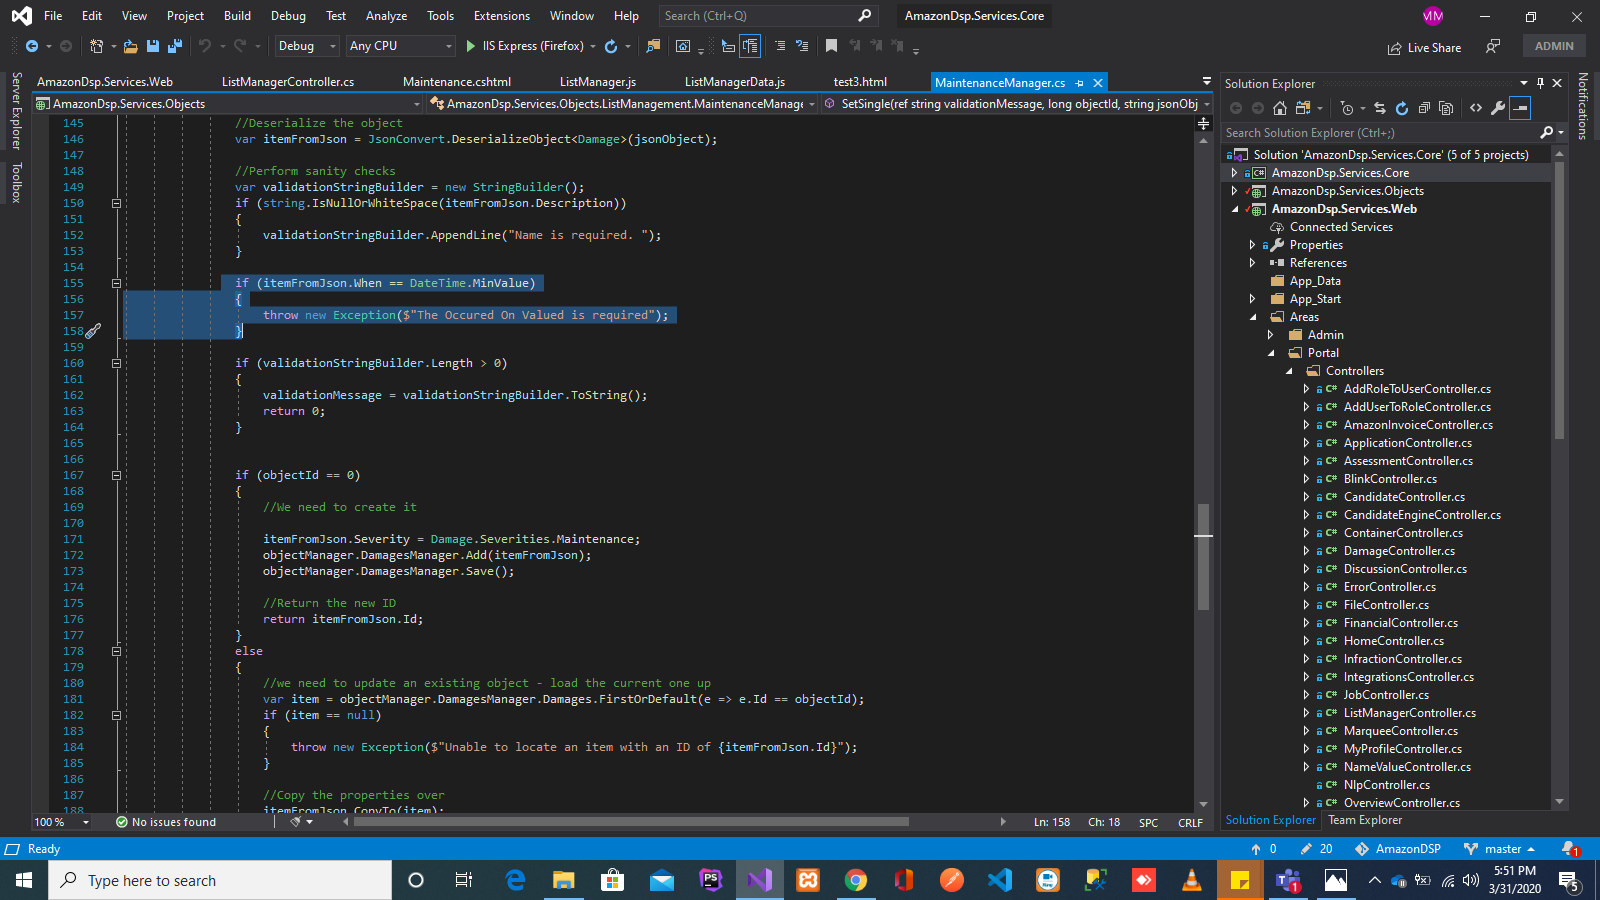 File Edit View Project Build Debug Test Analyze Tools Extensions Window Help Search (Ctrl+Q) AmazonDsp.Services.Core
Debug Any CPU IIS Express (Firefox) Live Share ADMIN
AmazonDsp.Services.Web ListManagerController.cs Maintenance.cshtml ListManager.js ListManagerData.js test3.html MaintenanceManager.cs
AmazonDsp.Services.Objects AmazonDsp.Services.Objects.ListManagement.MaintenanceManage SetSingle(ref string validationMessage, long objectId, string jsonObj
Server Explorer
Toolbox
145 //Deserialize the object
146 var itemFromJson = JsonConvert.DeserializeObject<Damage>(jsonObject);
147
148 //Perform sanity checks
149 var validationStringBuilder = new StringBuilder();
150 if (string.IsNullOrWhiteSpace(itemFromJson.Description))
151 {
152 validationStringBuilder.AppendLine("Name is required. ");
153 }
154
155 if (itemFromJson.When == DateTime.MinValue)
156 {
157 throw new Exception($"The Occured On Valued is required");
158 }
159
160 if (validationStringBuilder.Length > 0)
161 {
162 validationMessage = validationStringBuilder.ToString();
163 return 0;
164 }
165
166
167 if (objectId == 0)
168 {
169 //We need to create it
170
171 itemFromJson.Severity = Damage.Severities.Maintenance;
172 objectManager.DamagesManager.Add(itemFromJson);
173 objectManager.DamagesManager.Save();
174
175 //Return the new ID
176 return itemFromJson.Id;
177 }
178 else
179 {
180 //we need to update an existing object - load the current one up
181 var item = objectManager.DamagesManager.Damages.FirstOrDefault(e => e.Id == objectId);
182 if (item == null)
183 {
184 throw new Exception($"Unable to locate an item with an ID of {itemFromJson.Id}");
185 }
186
187 //Copy the properties over
188 itemFromJson.CopyTo(item);
100 % No issues found Ln: 158 Ch: 18 SPC CRLF
Solution Explorer
Search Solution Explorer (Ctrl+;)
Solution 'AmazonDsp.Services.Core' (5 of 5 projects)
AmazonDsp.Services.Core
AmazonDsp.Services.Objects
AmazonDsp.Services.Web
Connected Services
Properties
References
App_Data
App_Start
Areas
Admin
Portal
Controllers
C# AddRoleToUserController.cs
C# AddUserToRoleController.cs
C# AmazonInvoiceController.cs
C# ApplicationController.cs
C# AssessmentController.cs
C# BlinkController.cs
C# CandidateController.cs
C# CandidateEngineController.cs
C# ContainerController.cs
C# DamageController.cs
C# DiscussionController.cs
C# ErrorController.cs
C# FileController.cs
C# FinancialController.cs
C# HomeController.cs
C# InfractionController.cs
C# IntegrationsController.cs
C# JobController.cs
C# ListManagerController.cs
C# MarqueeController.cs
C# MyProfileController.cs
C# NameValueController.cs
C# NlpController.cs
C# OverviewController.cs
Solution Explorer Team Explorer
Notifications
Ready 0 20 AmazonDSP master 1
Type here to search 5:51 PM
3/31/2020